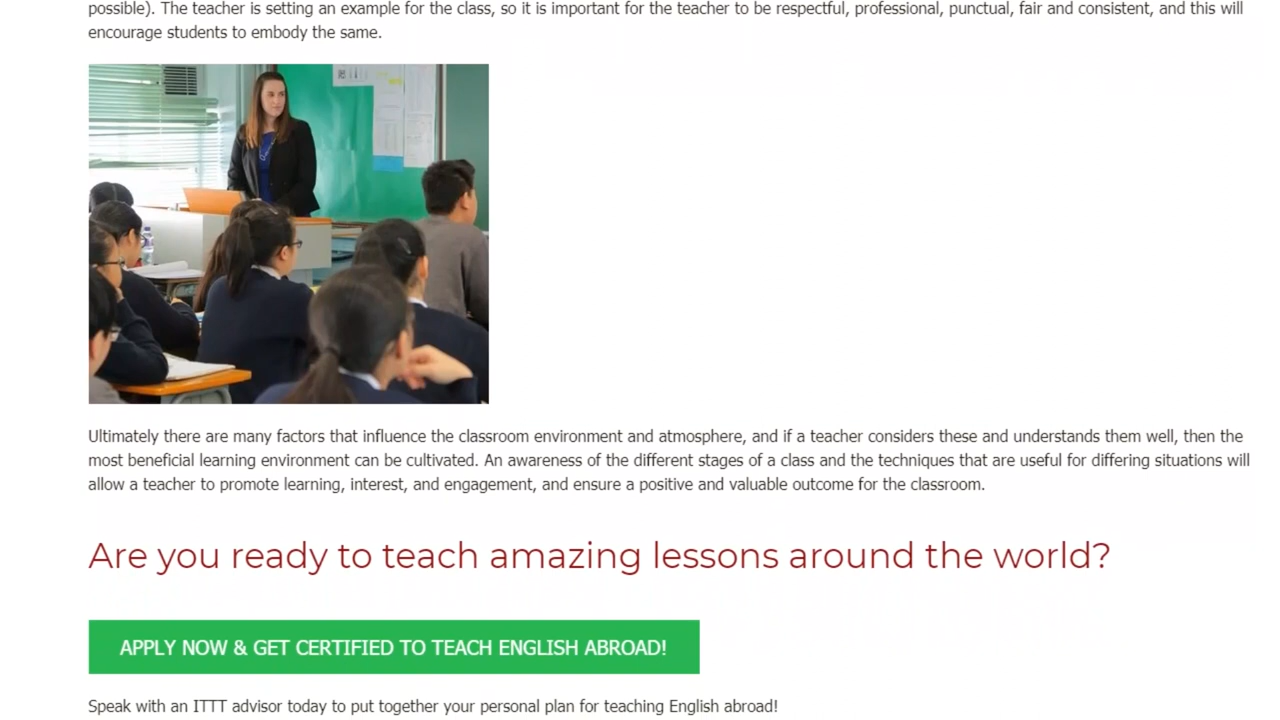 possible). The teacher is setting an example for the class, so it is important for the teacher to be respectful, professional, punctual, fair and consistent, and this will
encourage students to embody the same.
Ultimately there are many factors that influence the classroom environment and atmosphere, and if a teacher considers these and understands them well, then the
most beneficial learning environment can be cultivated. An awareness of the different stages of a class and the techniques that are useful for differing situations will
allow a teacher to promote learning, interest, and engagement, and ensure a positive and valuable outcome for the classroom.
Are you ready to teach amazing lessons around the world?
APPLY NOW & GET CERTIFIED TO TEACH ENGLISH ABROAD!
Speak with an ITTT advisor today to put together your personal plan for teaching English abroad!